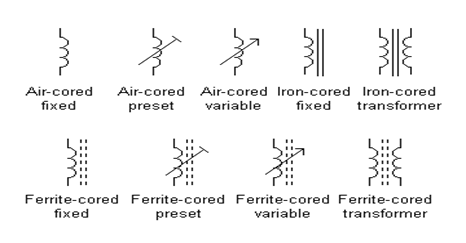 Air-cored Air-cored Air-cored Iron-cored Iron-cored
fixed preset variable fixed transformer
Ferrite-cored Ferrite-cored Ferrite-cored Ferrite-cored
fixed preset variable transformer